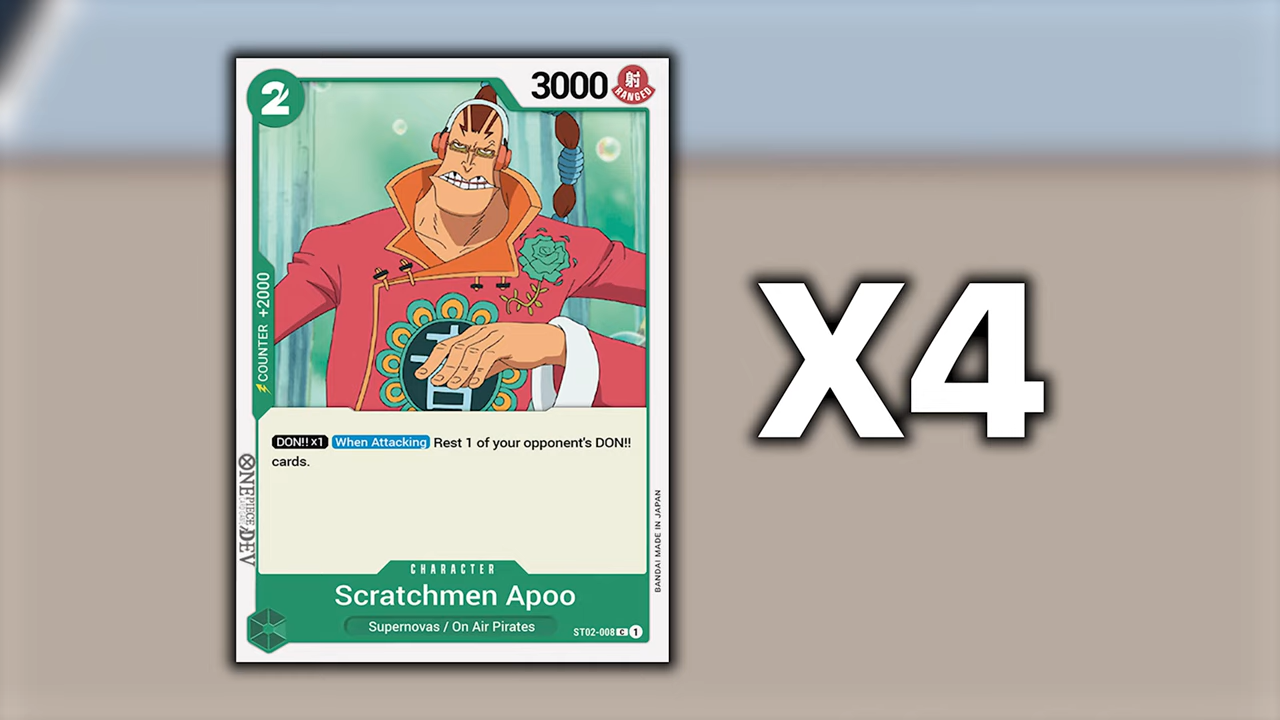 2
3000
射
RANGED
COUNTER +2000
DON!! x1 When Attacking Rest 1 of your opponent's DON!!
cards.
ONE PIECE
DEV
BANDAI MADE IN JAPAN
CHARACTER
Scratchmen Apoo
Supernovas / On Air Pirates
ST02-008 C 1
X4